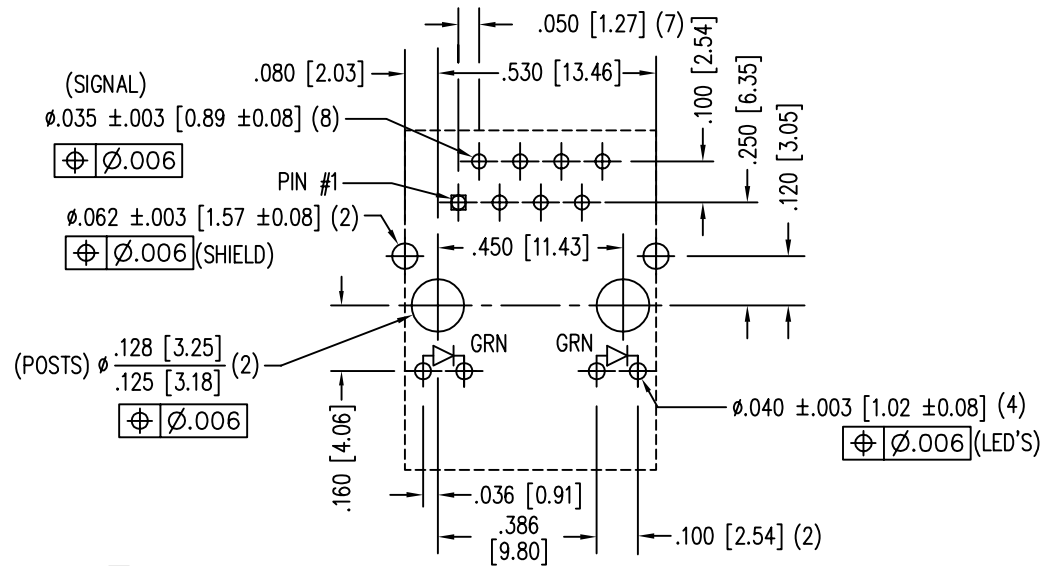 .050 [1.27] (7)
.080 [2.03]
.530 [13.46]
.100 [2.54]
.250 [6.35]
.120 [3.05]
(SIGNAL)
ø.035 ±.003 [0.89 ±0.08] (8)
⌖ Ø.006
PIN #1
ø.062 ±.003 [1.57 ±0.08] (2)
⌖ Ø.006 (SHIELD)
.450 [11.43]
GRN
GRN
(POSTS) ø .128 [3.25] (2)
.125 [3.18]
⌖ Ø.006
ø.040 ±.003 [1.02 ±0.08] (4)
⌖ Ø.006 (LED'S)
.160 [4.06]
.036 [0.91]
.386
[9.80]
.100 [2.54] (2)